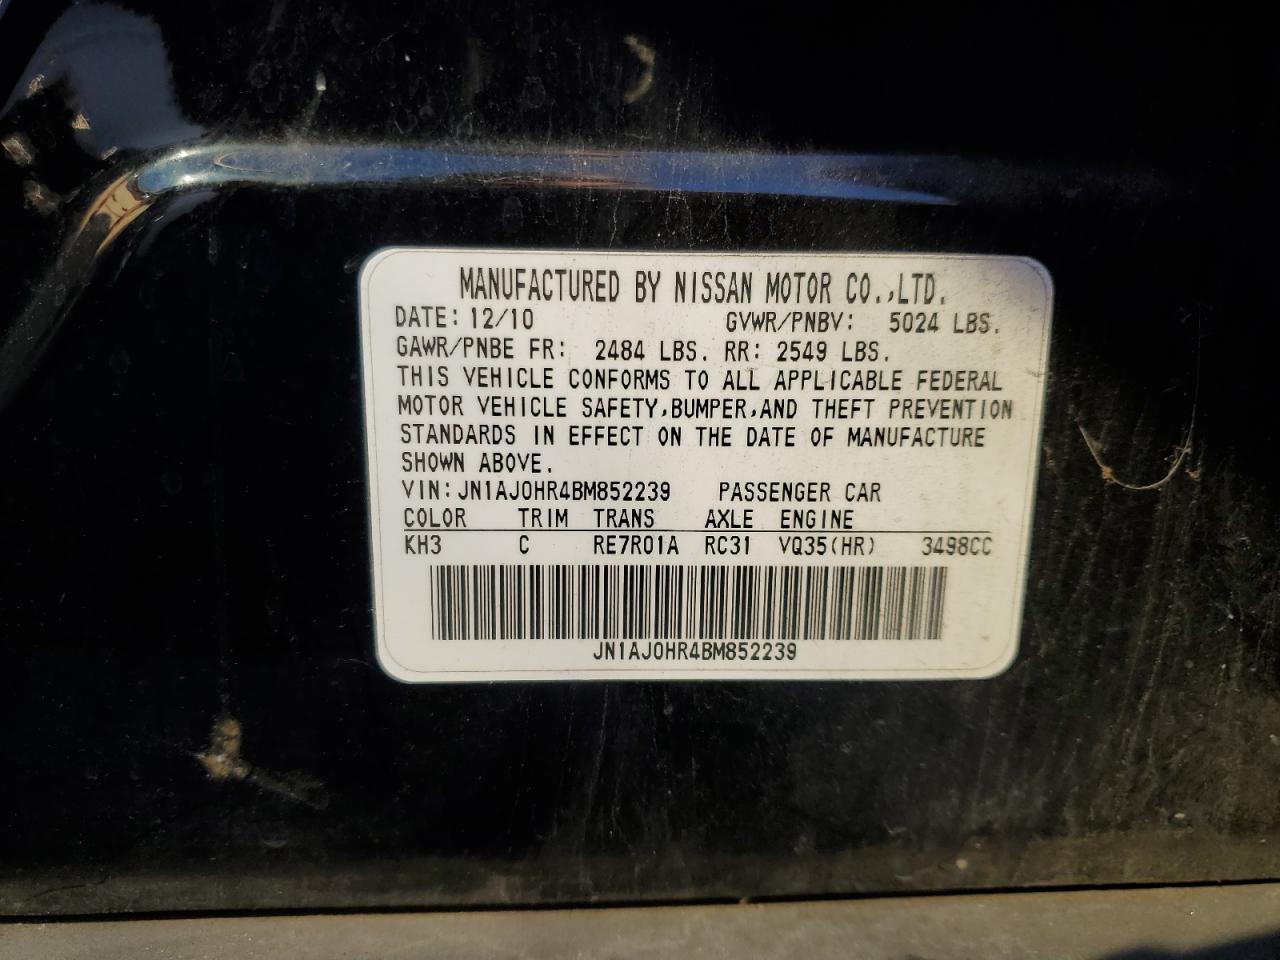 MANUFACTURED BY NISSAN MOTOR CO.,LTD.
DATE: 12/10 GVWR/PNBV: 5024 LBS.
GAWR/PNBE FR: 2484 LBS. RR: 2549 LBS.
THIS VEHICLE CONFORMS TO ALL APPLICABLE FEDERAL
MOTOR VEHICLE SAFETY,BUMPER,AND THEFT PREVENTION
STANDARDS IN EFFECT ON THE DATE OF MANUFACTURE
SHOWN ABOVE.
VIN:JN1AJ0HR4BM852239 PASSENGER CAR
COLOR TRIM TRANS AXLE ENGINE
KH3 C RE7R01A RC31 VQ35(HR) 3498CC
JN1AJ0HR4BM852239